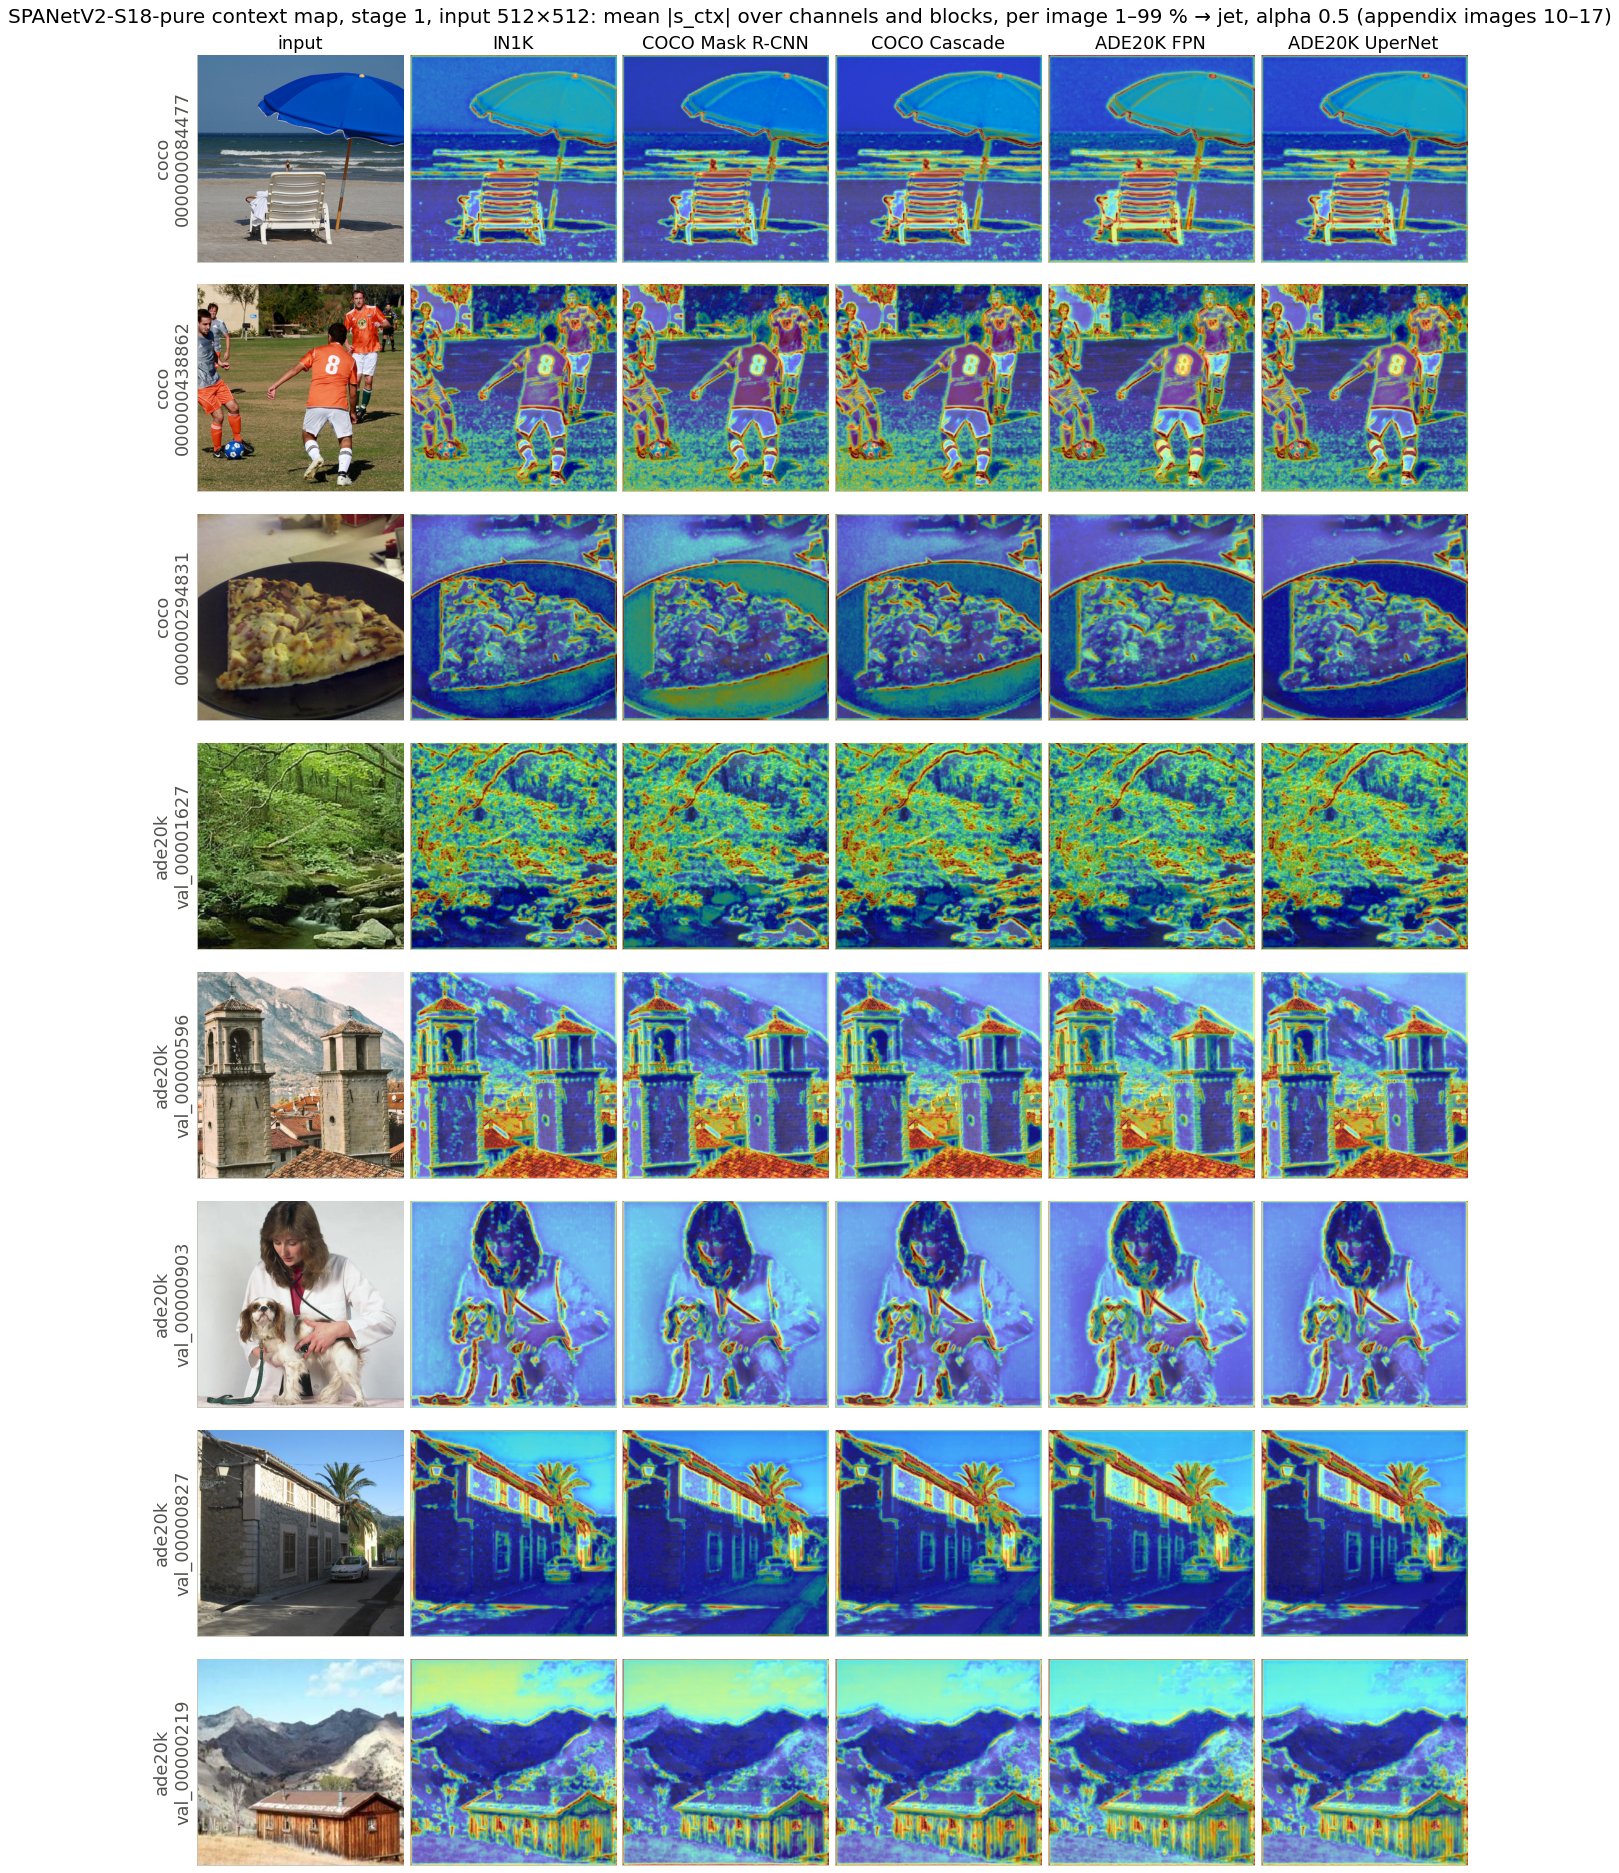 SPANetV2-S18-pure context map, stage 1, input 512×512: mean |s_ctx| over channels and blocks, per image 1–99 % → jet, alpha 0.5 (appendix images 10–17)
input IN1K COCO Mask R-CNN COCO Cascade ADE20K FPN ADE20K UperNet
coco
000000084477
8
coco
000000438862
coco
000000294831
ade20k
val_00001627
ade20k
val_00000596
ade20k
val_00000903
ade20k
val_00000827
ade20k
val_00000219